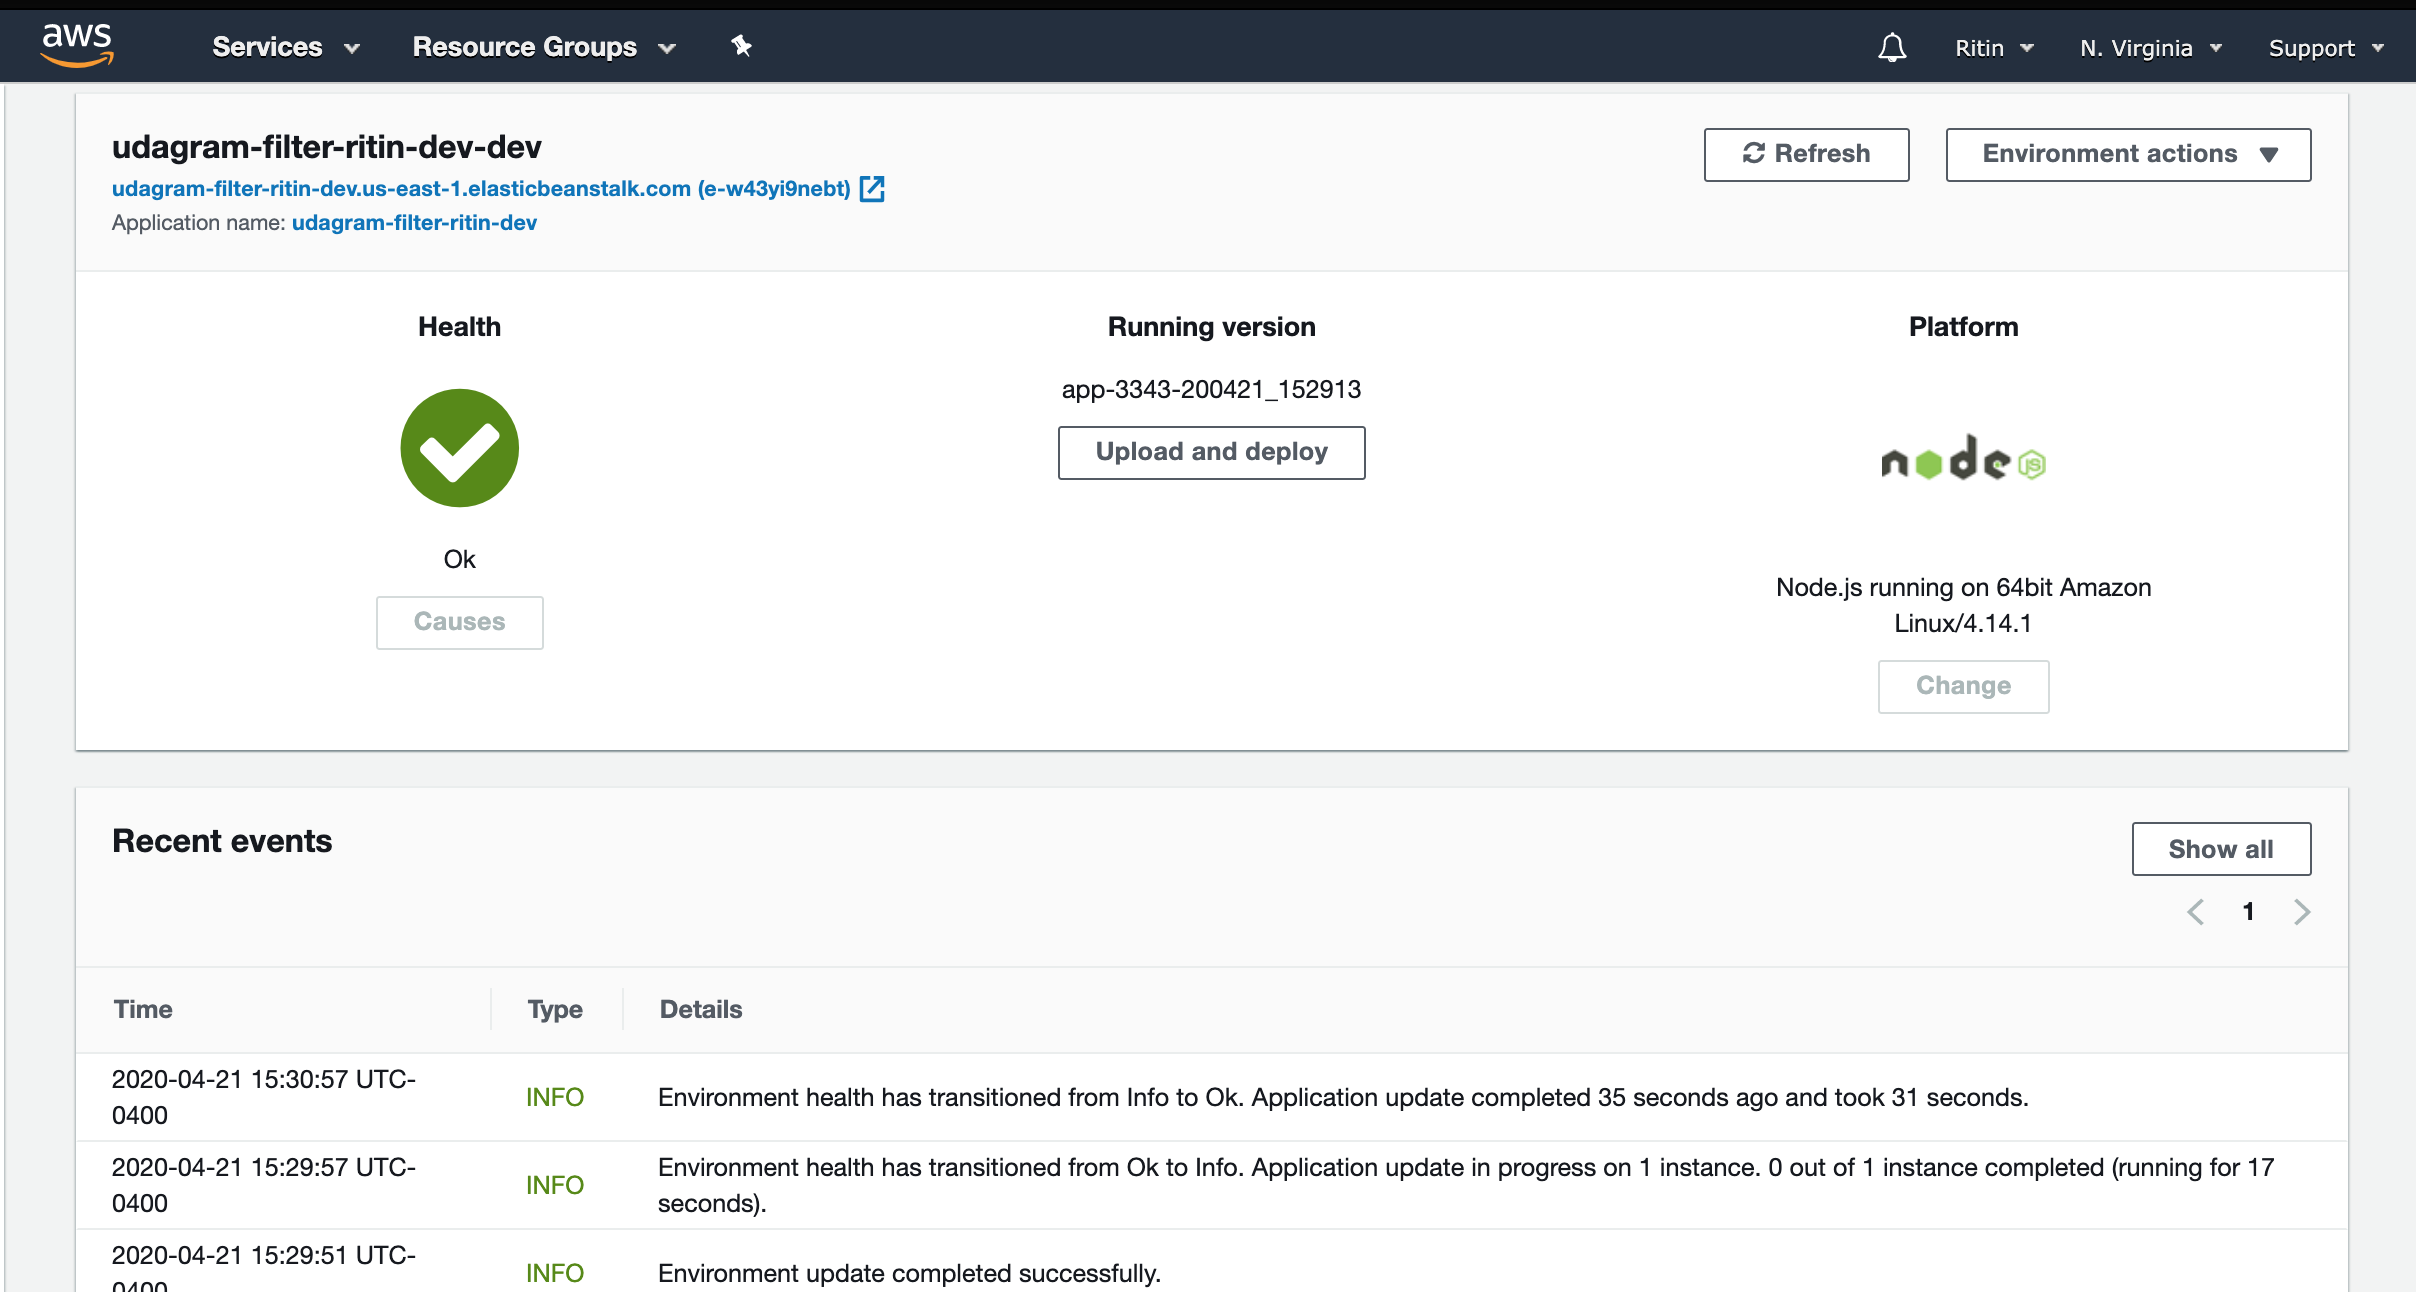 aws
Services
Resource Groups
Ritin
N. Virginia
Support
udagram-filter-ritin-dev-dev
Refresh
Environment actions
udagram-filter-ritin-dev.us-east-1.elasticbeanstalk.com (e-w43yi9nebt)
Application name: udagram-filter-ritin-dev
Health
Ok
Causes
Running version
app-3343-200421_152913
Upload and deploy
Platform
node JS
Node.js running on 64bit Amazon
Linux/4.14.1
Change
Recent events
Show all
1
Time
Type
Details
2020-04-21 15:30:57 UTC-
0400
INFO
Environment health has transitioned from Info to Ok. Application update completed 35 seconds ago and took 31 seconds.
2020-04-21 15:29:57 UTC-
0400
INFO
Environment health has transitioned from Ok to Info. Application update in progress on 1 instance. 0 out of 1 instance completed (running for 17
seconds).
2020-04-21 15:29:51 UTC-
0400
INFO
Environment update completed successfully.